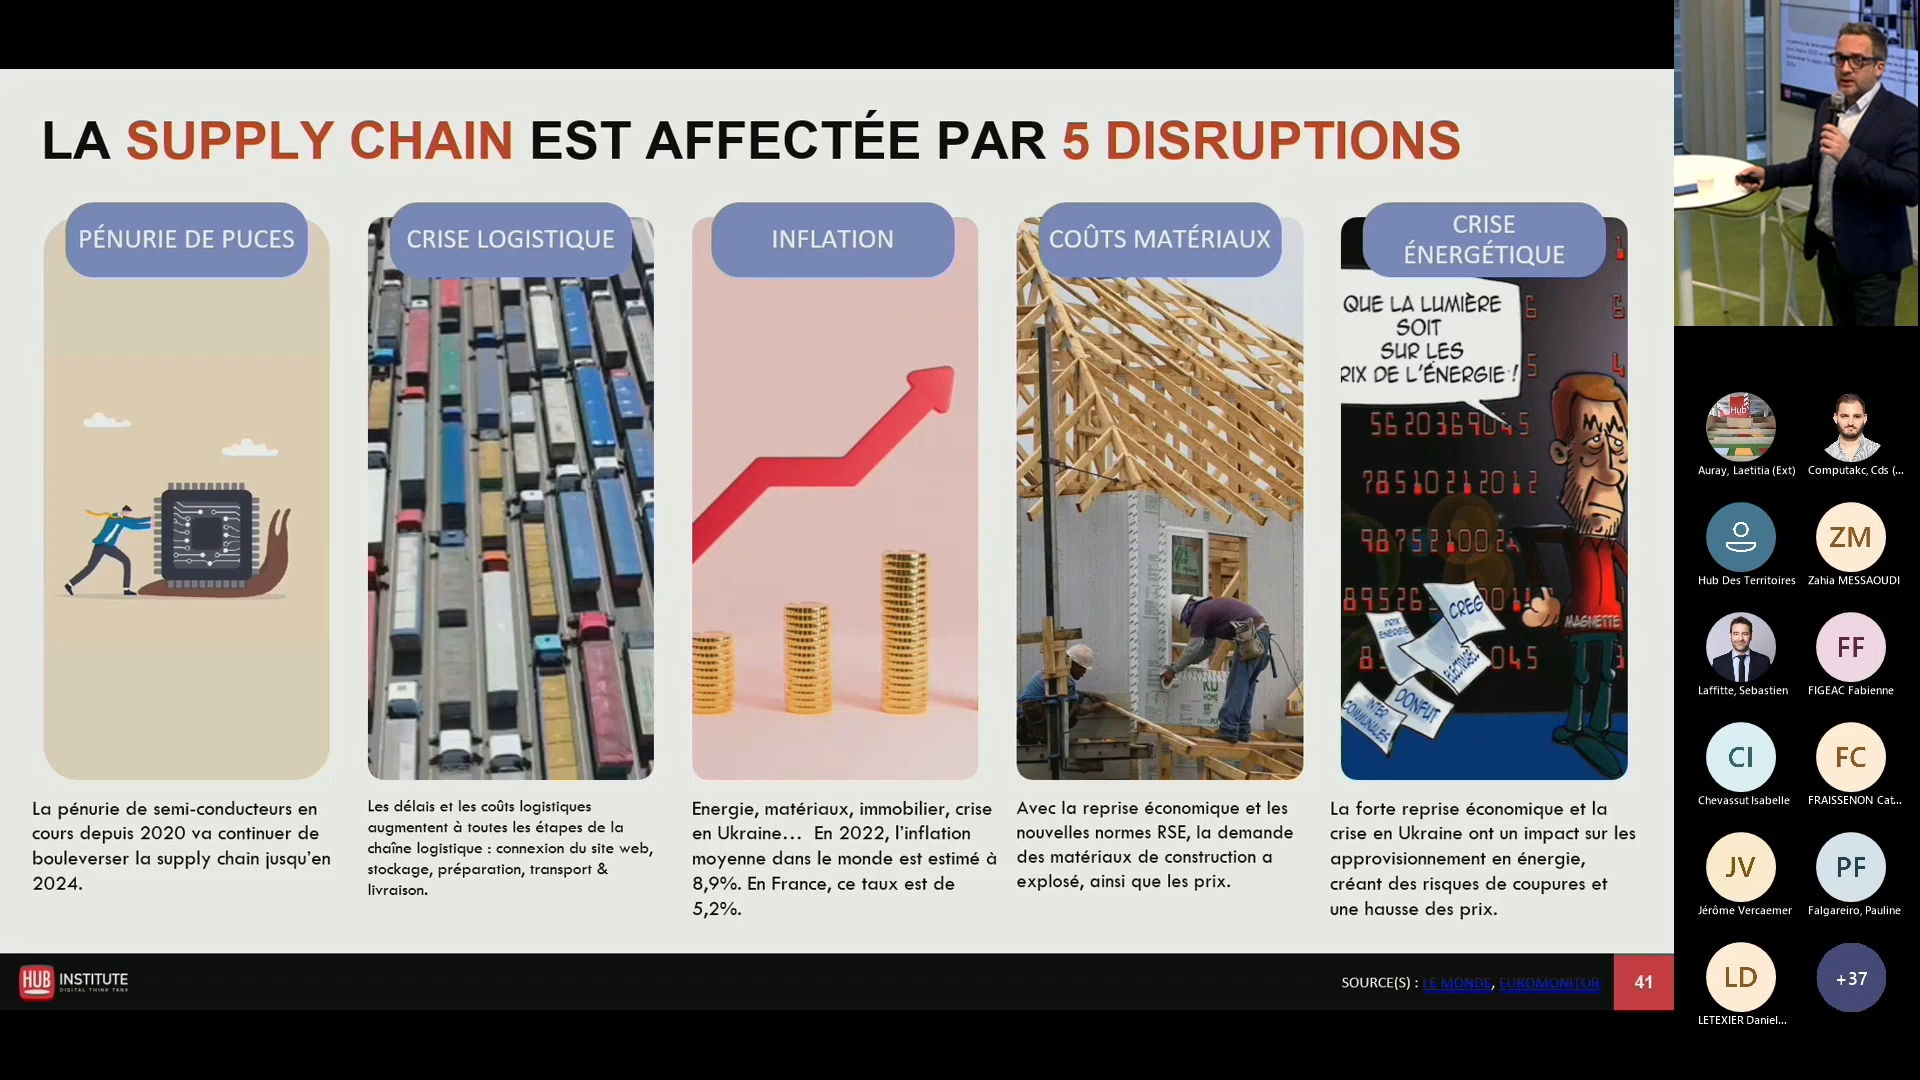 LA SUPPLY CHAIN EST AFFECTÉE PAR 5 DISRUPTIONS
PÉNURIE DE PUCES
La pénurie de semi-conducteurs en
cours depuis 2020 va continuer de
bouleverser la supply chain jusqu'en
2024.
CRISE LOGISTIQUE
Les délais et les coûts logistiques
augmentent à toutes les étapes de la
chaîne logistique : connexion du site web,
stockage, préparation, transport &
livraison.
INFLATION
Energie, matériaux, immobilier, crise
en Ukraine... En 2022, l'inflation
moyenne dans le monde est estimé à
8,9%. En France, ce taux est de
5,2%.
COÛTS MATÉRIAUX
Avec la reprise économique et les
nouvelles normes RSE, la demande
des matériaux de construction a
explosé, ainsi que les prix.
CRISE
ÉNERGÉTIQUE
QUE LA LUMIÈRE
SOIT
SUR LES
RIX DE L'ÉNERGIE !
CREG
PRIX
ENERGIE
MAGNETTE
DONFUT
INTER
COMMUNALES
La forte reprise économique et la
crise en Ukraine ont un impact sur les
approvisionnement en énergie,
créant des risques de coupures et
une hausse des prix.
HUB INSTITUTE
DIGITAL THINK TANK
SOURCE(S) : LE MONDE, EUROMONITOR
41
Auray, Laetitia (Ext)
Computakc, Cds (...
Hub Des Territoires
ZM
Zahia MESSAOUDI
Laffitte, Sebastien
FF
FIGEAC Fabienne
CI
Chevassut Isabelle
FC
FRAISSENON Cat...
JV
Jérôme Vercaemer
PF
Falgareiro, Pauline
LD
LETEXIER Daniel...
+37